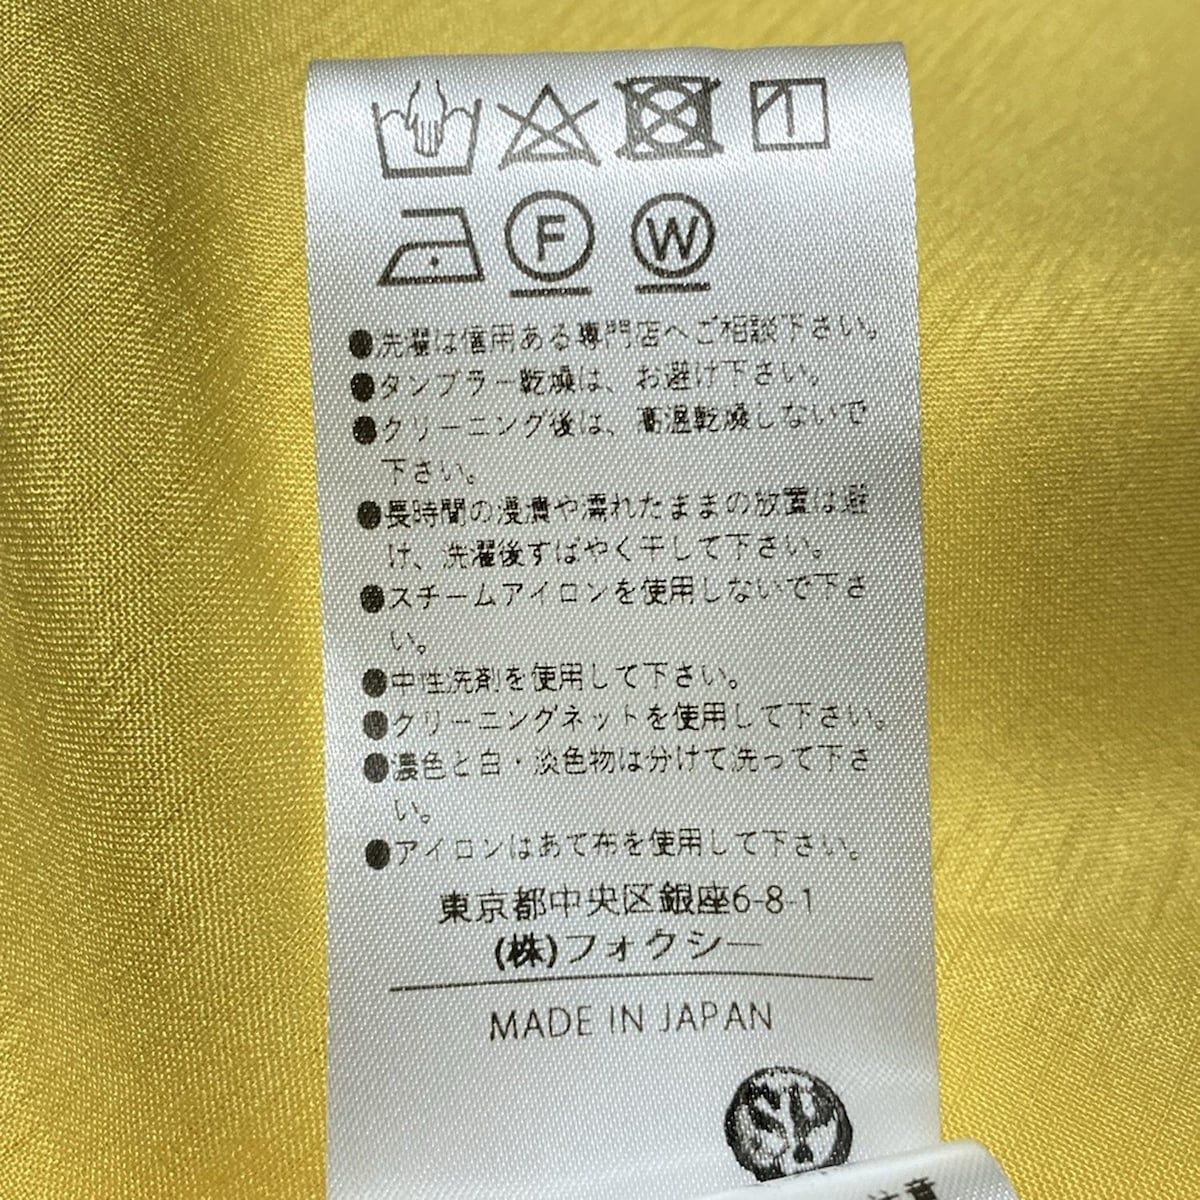 F W
●洗濯は信用ある専門店へご相談下さい。
●タンブラー乾燥は、お避け下さい。
●クリーニング後は、高温乾燥しないで
下さい。
●長時間の浸漬や濡れたままの放置は避
け、洗濯後すばやく干して下さい。
●スチームアイロンを使用しないで下さ
い。
●中性洗剤を使用して下さい。
●クリーニングネットを使用して下さい。
●濃色と白・淡色物は分けて洗って下さ
い。
●アイロンはあて布を使用して下さい。
東京都中央区銀座6-8-1
(株)フォクシー
MADE IN JAPAN
注意